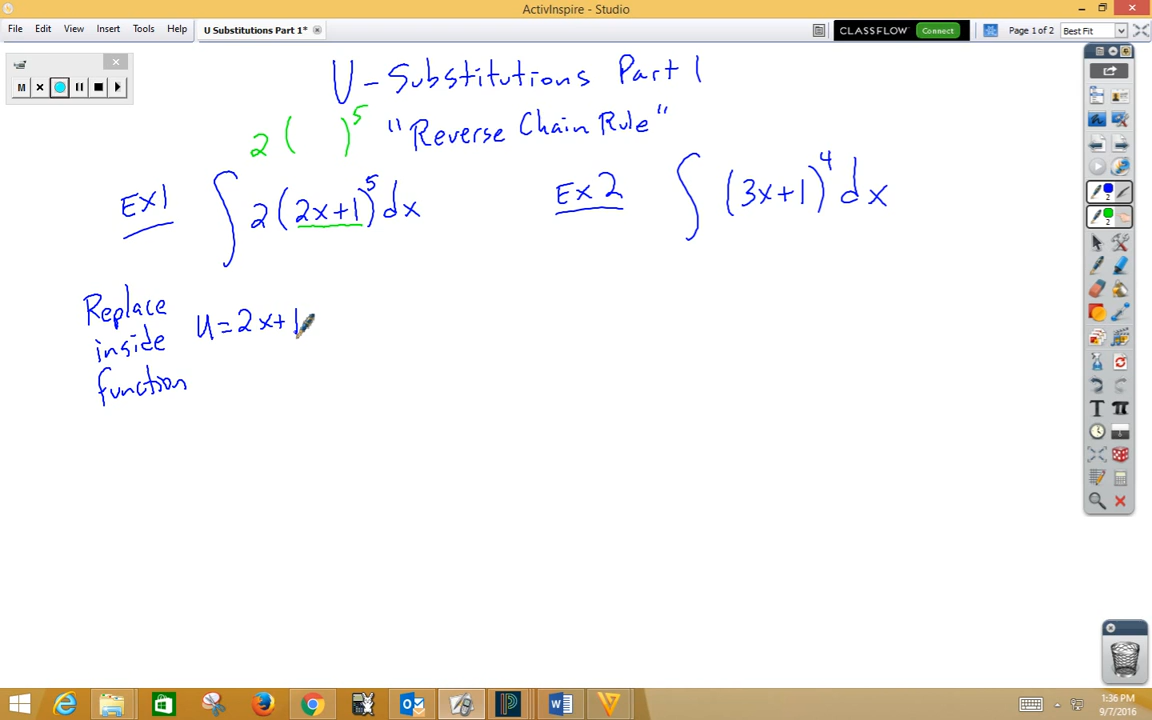 ActivInspire - Studio
File Edit View Insert Tools Help
U Substitutions Part 1*
CLASSFLOW Connect
Page 1 of 2
Best Fit
M
U-Substitutions Part 1
2 ( )^5
"Reverse Chain Rule"
Ex1 ∫ 2(2x+1)^5 dx
Ex 2 ∫ (3x+1)^4 dx
Replace
inside
function
u=2x+1
2
2
T
π
1:36 PM
9/7/2016